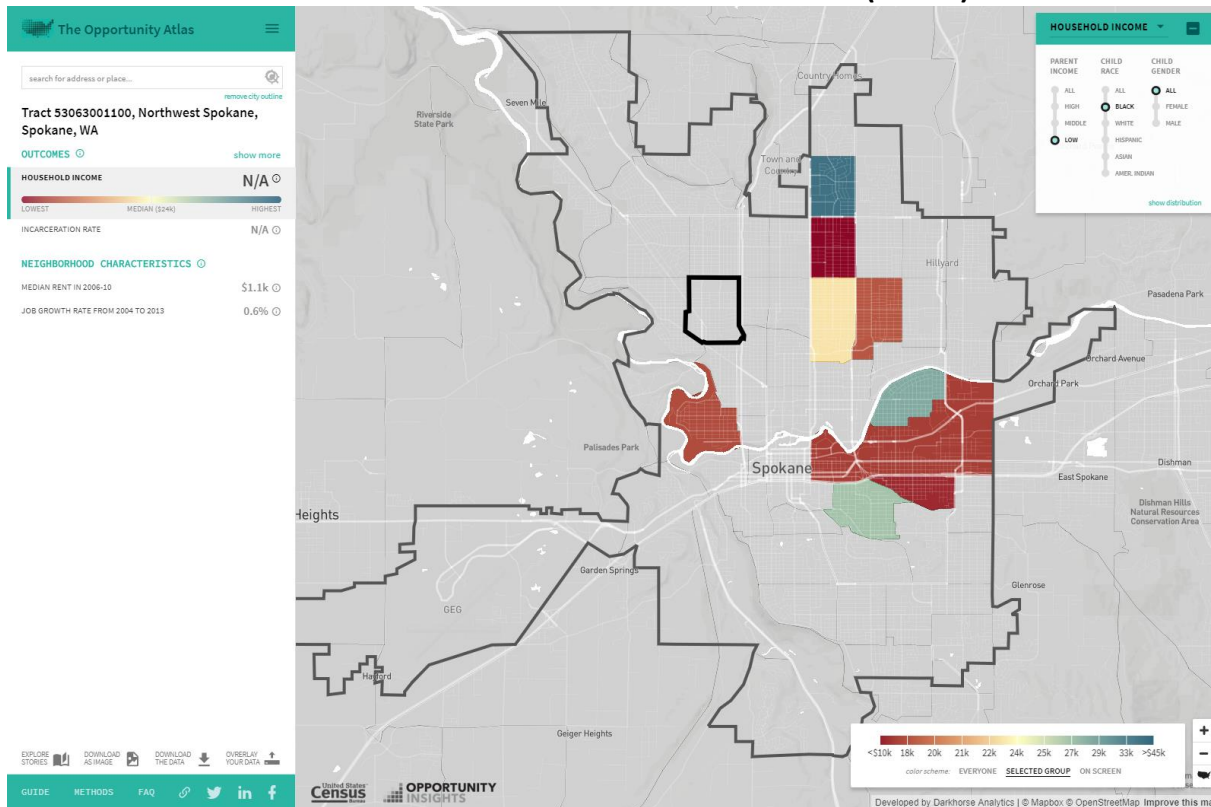 The Opportunity Atlas
search for address or place...
remove city outline
Tract 53063001100, Northwest Spokane,
Spokane, WA
OUTCOMES
show more
HOUSEHOLD INCOME
N/A
LOWEST
MEDIAN ($24k)
HIGHEST
INCARCERATION RATE
N/A
NEIGHBORHOOD CHARACTERISTICS
MEDIAN RENT IN 2006-10
$1.1k
JOB GROWTH RATE FROM 2004 TO 2013
0.6%
EXPLORE
STORIES
DOWNLOAD
AS IMAGE
DOWNLOAD
THE DATA
OVRERLAY
YOUR DATA
GUIDE
METHODS
FAQ
Country Homes
Seven Mile
Riverside
State Park
Town and
Country
Hillyard
Pasadena Park
Orchard Avenue
Orchard Park
Palisades Park
Spokane
East Spokane
Dishman
Dishman Hills
Natural Resources
Conservation Area
Heights
Garden Springs
Glenrose
GEG
Geiger Heights
HOUSEHOLD INCOME
PARENT
INCOME
CHILD
RACE
CHILD
GENDER
ALL
ALL
ALL
HIGH
BLACK
FEMALE
MIDDLE
WHITE
MALE
LOW
HISPANIC
ASIAN
AMER. INDIAN
show distribution
<$10k 18k 20k 21k 22k 24k 25k 27k 29k 33k >$45k
color scheme: EVERYONE SELECTED GROUP ON SCREEN
United States
Census
Bureau
OPPORTUNITY
INSIGHTS
Developed by Darkhorse Analytics | © Mapbox © OpenStreetMap Improve this ma